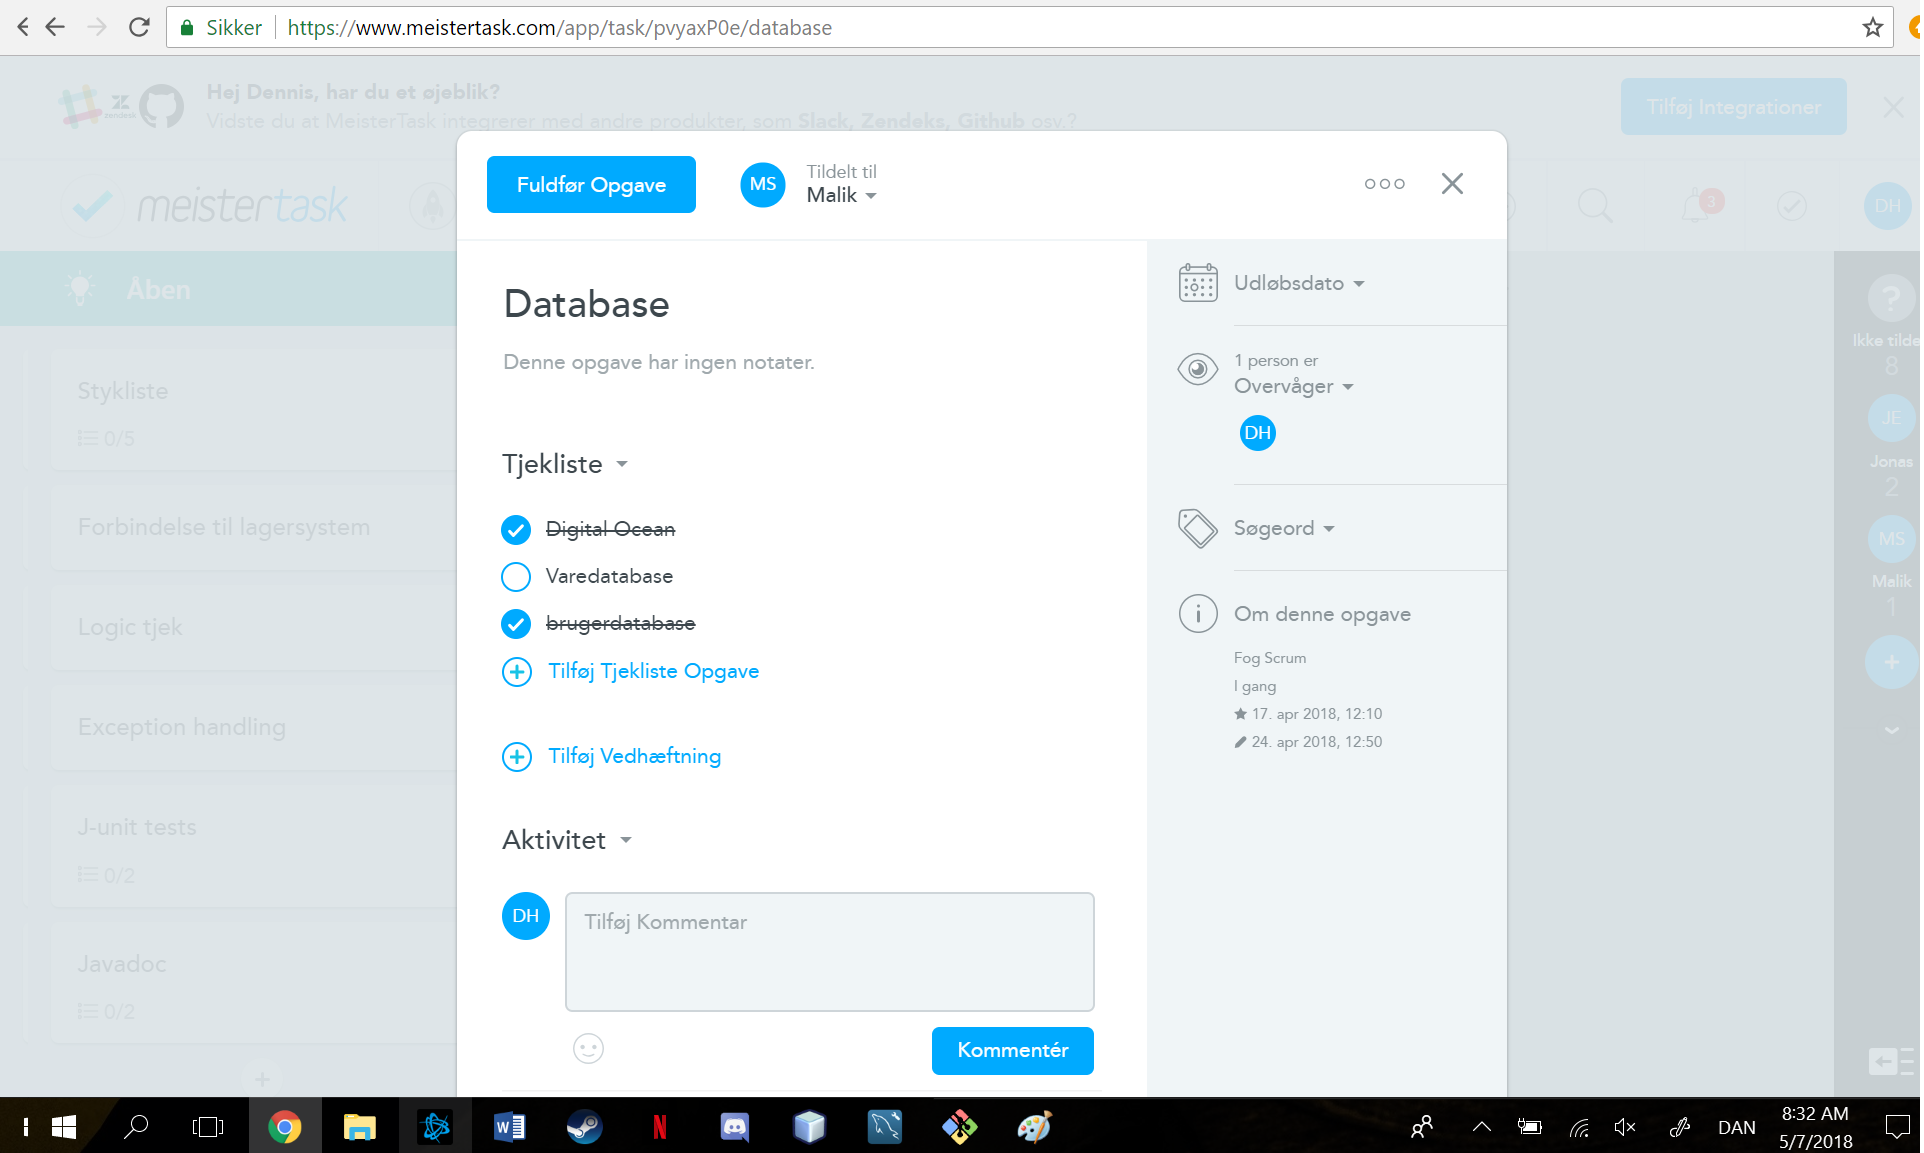 Sikker https://www.meistertask.com/app/task/pvyaxP0e/database
Hej Dennis, har du et øjeblik?
Vidste du at MeisterTask integrerer med andre produkter, som Slack, Zendeks, Github osv.?
zendesk
Tilføj Integrationer
Fuldfør Opgave
MS
Tildelt til
Malik
meistertask
3
DH
Åben
Database
Denne opgave har ingen notater.
Stykliste
0/5
Forbindelse til lagersystem
Logic tjek
Exception handling
J-unit tests
0/2
Javadoc
0/2
Tjekliste
Digital Ocean
Varedatabase
brugerdatabase
Tilføj Tjekliste Opgave
Tilføj Vedhæftning
Aktivitet
DH
Tilføj Kommentar
Kommentér
Udløbsdato
1 person er
Overvåger
DH
Søgeord
Om denne opgave
Fog Scrum
I gang
17. apr 2018, 12:10
24. apr 2018, 12:50
?
Ikke tilde
8
JE
Jonas
2
MS
Malik
1
DAN
8:32 AM
5/7/2018